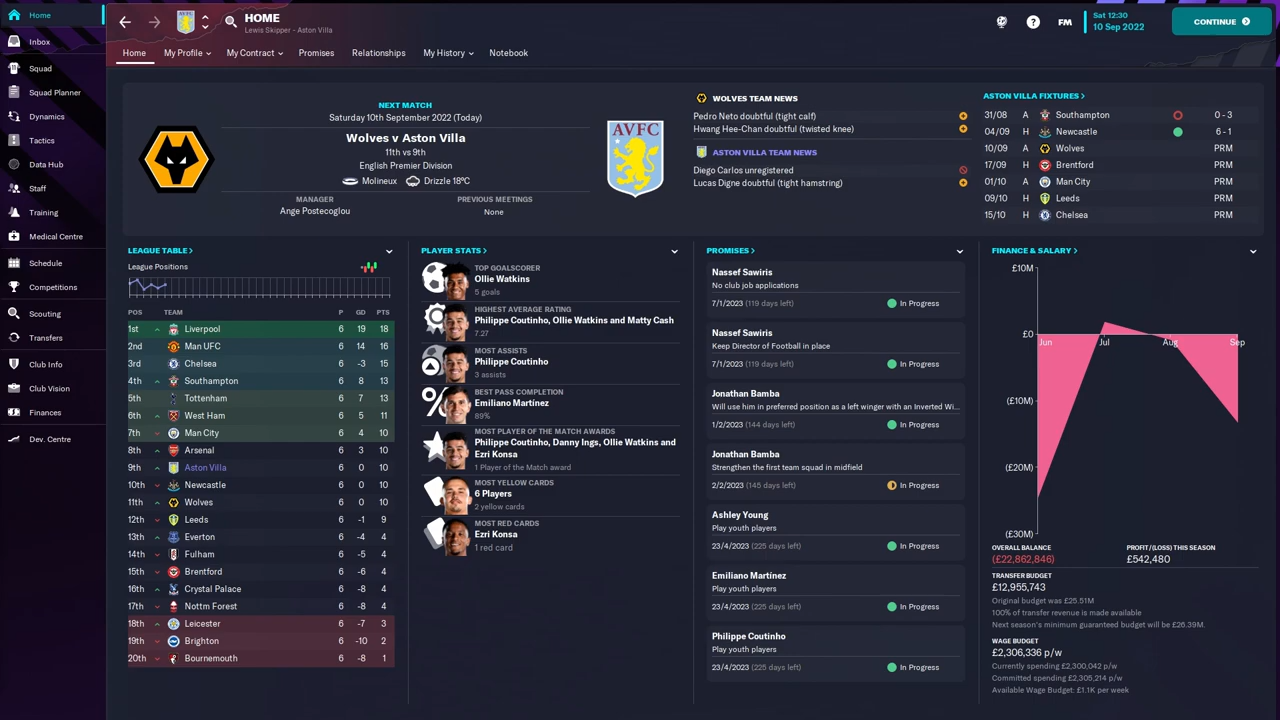 Home
Inbox
Squad
Squad Planner
Dynamics
Tactics
Data Hub
Staff
Training
Medical Centre
Schedule
Competitions
Scouting
Transfers
Club Info
Club Vision
Finances
Dev. Centre
HOME
Lewis Skipper - Aston Villa
?
FM
Sat 12:30
10 Sep 2022
CONTINUE
Home
My Profile
My Contract
Promises
Relationships
My History
Notebook
NEXT MATCH
Saturday 10th September 2022 (Today)
Wolves v Aston Villa
11th vs 9th
English Premier Division
Molineux Drizzle 18ºC
MANAGER
Ange Postecoglou
PREVIOUS MEETINGS
None
AVFC
WOLVES TEAM NEWS
Pedro Neto doubtful (tight calf)
Hwang Hee-Chan doubtful (twisted knee)
ASTON VILLA TEAM NEWS
Diego Carlos unregistered
Lucas Digne doubtful (tight hamstring)
ASTON VILLA FIXTURES >
31/08 A Southampton 0 - 3
04/09 H Newcastle 6 - 1
10/09 A Wolves PRM
17/09 H Brentford PRM
01/10 A Man City PRM
09/10 H Leeds PRM
15/10 H Chelsea PRM
LEAGUE TABLE >
League Positions
POS TEAM P GD PTS
1st Liverpool 6 19 18
2nd Man UFC 6 14 16
3rd Chelsea 6 -3 15
4th Southampton 6 8 13
5th Tottenham 6 7 13
6th West Ham 6 5 11
7th Man City 6 4 10
8th Arsenal 6 3 10
9th Aston Villa 6 0 10
10th Newcastle 6 0 10
11th Wolves 6 0 10
12th Leeds 6 -1 9
13th Everton 6 -4 4
14th Fulham 6 -5 4
15th Brentford 6 -6 4
16th Crystal Palace 6 -8 4
17th Nottm Forest 6 -8 4
18th Leicester 6 -7 3
19th Brighton 6 -10 2
20th Bournemouth 6 -8 1
PLAYER STATS >
TOP GOALSCORER
Ollie Watkins
5 goals
HIGHEST AVERAGE RATING
Philippe Coutinho, Ollie Watkins and Matty Cash
7.27
MOST ASSISTS
Philippe Coutinho
3 assists
BEST PASS COMPLETION
Emiliano Martínez
89%
MOST PLAYER OF THE MATCH AWARDS
Philippe Coutinho, Danny Ings, Ollie Watkins and
Ezri Konsa
1 Player of the Match award
MOST YELLOW CARDS
6 Players
2 yellow cards
MOST RED CARDS
Ezri Konsa
1 red card
PROMISES >
Nassef Sawiris
No club job applications
7/1/2023 (119 days left) In Progress
Nassef Sawiris
Keep Director of Football in place
7/1/2023 (119 days left) In Progress
Jonathan Bamba
Will use him in preferred position as a left winger with an Inverted Wi...
1/2/2023 (144 days left) In Progress
Jonathan Bamba
Strengthen the first team squad in midfield
2/2/2023 (145 days left) In Progress
Ashley Young
Play youth players
23/4/2023 (225 days left) In Progress
Emiliano Martínez
Play youth players
23/4/2023 (225 days left) In Progress
Philippe Coutinho
Play youth players
23/4/2023 (225 days left) In Progress
FINANCE & SALARY >
£10M
£0
(£10M)
(£20M)
(£30M)
Jun Jul Aug Sep
OVERALL BALANCE
(£22,862,846)
PROFIT/(LOSS) THIS SEASON
£542,480
TRANSFER BUDGET
£12,955,743
Original budget was £25.51M
100% of transfer revenue is made available
Next season's minimum guaranteed budget will be £26.39M.
WAGE BUDGET
£2,306,336 p/w
Currently spending £2,300,042 p/w
Committed spending £2,305,214 p/w
Available Wage Budget: £1.1K per week